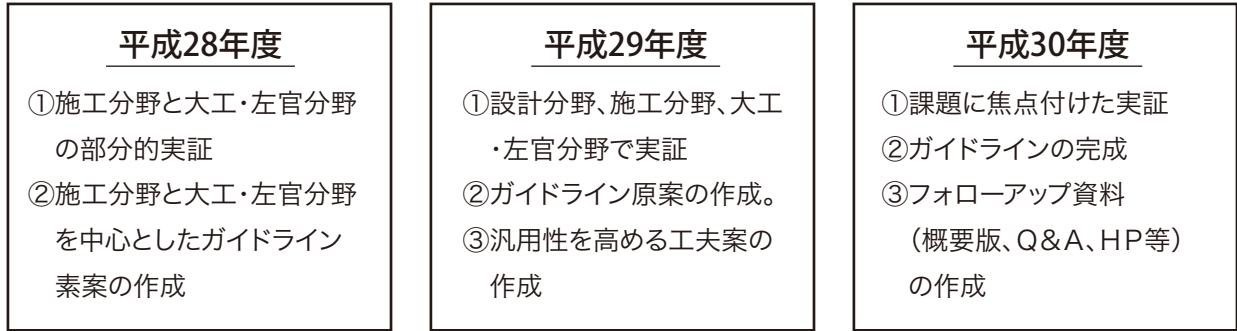 平成28年度
①施工分野と大工・左官分野
の部分的実証
②施工分野と大工・左官分野
を中心としたガイドライン
素案の作成
平成29年度
①設計分野、施工分野、大工
・左官分野で実証
②ガイドライン原案の作成。
③汎用性を高める工夫案の
作成
平成30年度
①課題に焦点付けた実証
②ガイドラインの完成
③フォローアップ資料
（概要版、Q＆A、HP等）
の作成